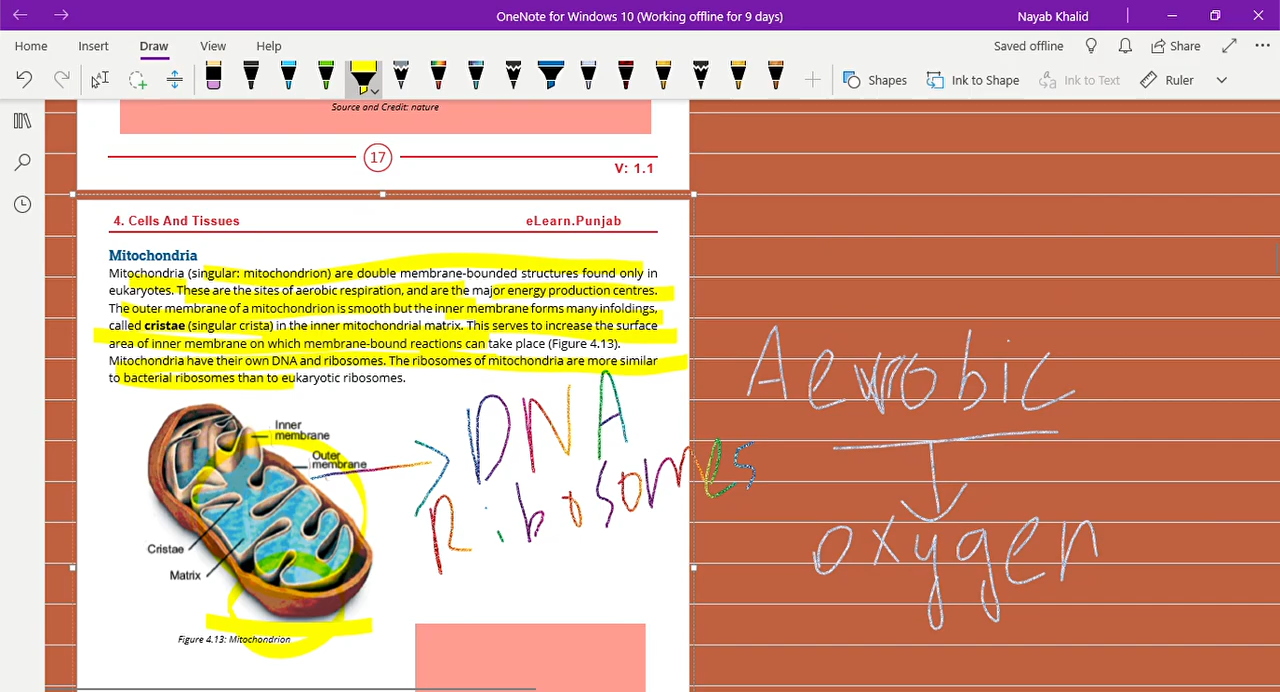 OneNote for Windows 10 (Working offline for 9 days)
Nayab Khalid
Home Insert Draw View Help
Saved offline Share
Shapes Ink to Shape Ink to Text Ruler
Source and Credit: nature
17
V: 1.1
4. Cells And Tissues eLearn.Punjab
Mitochondria
Mitochondria (singular: mitochondrion) are double membrane-bounded structures found only in
eukaryotes. These are the sites of aerobic respiration, and are the major energy production centres.
The outer membrane of a mitochondrion is smooth but the inner membrane forms many infoldings,
called cristae (singular crista) in the inner mitochondrial matrix. This serves to increase the surface
area of inner membrane on which membrane-bound reactions can take place (Figure 4.13).
Mitochondria have their own DNA and ribosomes. The ribosomes of mitochondria are more similar
to bacterial ribosomes than to eukaryotic ribosomes.
Inner
membrane
Outer
membrane
Cristae
Matrix
Figure 4.13: Mitochondrion
DNA
Ribosomes
Aerobic
oxygen